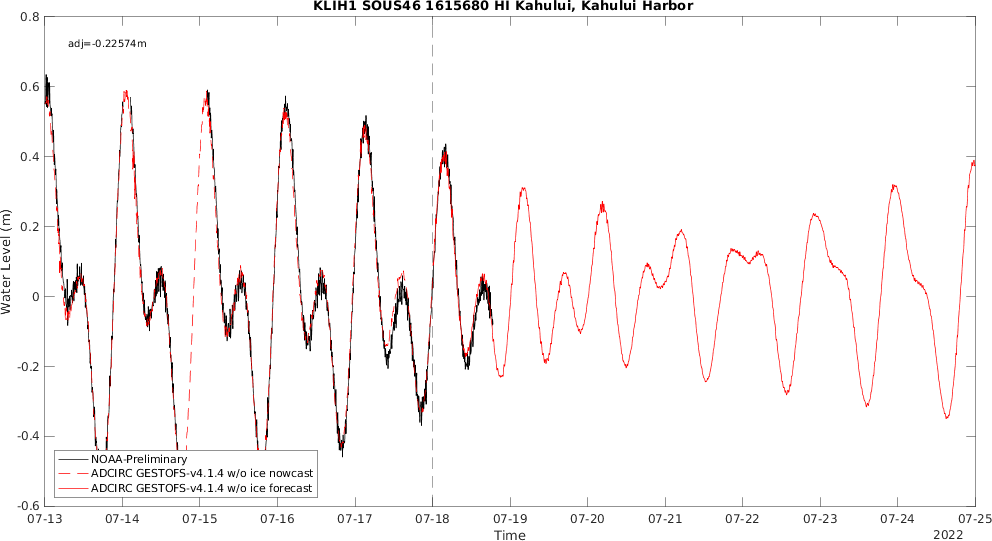 KLIH1 SOUS46 1615680 HI Kahului, Kahului Harbor
0.8
adj=-0.22574m
0.6
0.4
0.2
0
-0.2
-0.4
-0.6
Water Level (m)
NOAA-Preliminary
ADCIRC GESTOFS-v4.1.4 w/o ice nowcast
ADCIRC GESTOFS-v4.1.4 w/o ice forecast
07-13 07-14 07-15 07-16 07-17 07-18 07-19 07-20 07-21 07-22 07-23 07-24 07-25
Time
2022